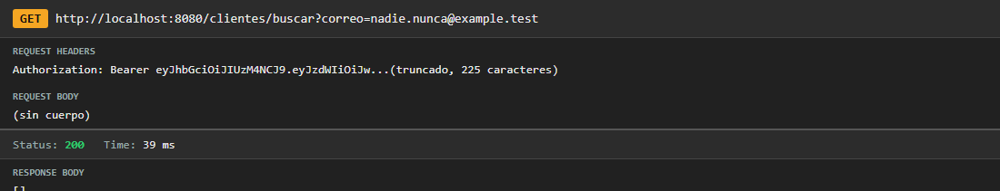 GET http://localhost:8080/clientes/buscar?correo=nadie.nunca@example.test
REQUEST HEADERS
Authorization: Bearer eyJhbGciOiJIUzM4NCJ9.eyJzdWIiOiJw...(truncado, 225 caracteres)
REQUEST BODY
(sin cuerpo)
Status: 200 Time: 39 ms
RESPONSE BODY
[]